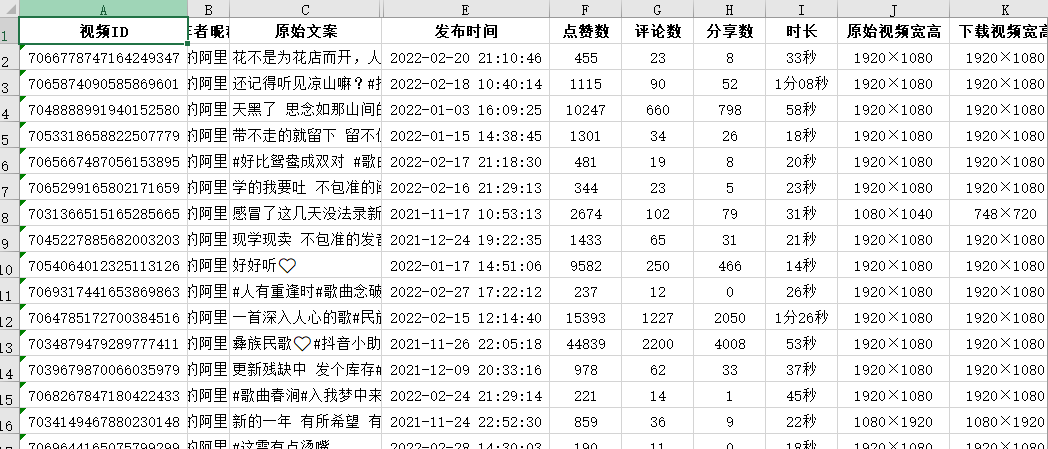 A B C E F G H I J K
1 视频ID 者昵称 原始文案 发布时间 点赞数 评论数 分享数 时长 原始视频宽高 下载视频宽高
2 7066778747164249347 的阿里 花不是为花店而开，人 2022-02-20 21:10:46 455 23 8 33秒 1920×1080 1920×1080
3 7065874090585869601 的阿里 还记得听见凉山嘛？# 2022-02-18 10:40:14 1115 90 52 1分08秒 1920×1080 1920×1080
4 7048888991940152580 的阿里 天黑了 思念如那山间的 2022-01-03 16:09:25 10247 660 798 58秒 1920×1080 1920×1080
5 7053318658822507779 的阿里 带不走的就留下 留不住 2022-01-15 14:38:45 1301 34 26 18秒 1920×1080 1920×1080
6 7065667487056153895 的阿里 #好比鸳鸯成双对 #歌曲 2022-02-17 21:18:30 481 19 8 20秒 1920×1080 1920×1080
7 7065299165802171659 的阿里 学的我要吐 不包准的 2022-02-16 21:29:13 344 23 5 23秒 1920×1080 1920×1080
8 7031366515165285665 的阿里 感冒了这几天没法录新 2021-11-17 10:53:13 2674 102 79 31秒 1080×1040 748×720
9 7045227885682003203 的阿里 现学现卖 不包准的发音 2021-12-24 19:22:35 1433 65 31 21秒 1920×1080 1920×1080
10 7054064012325113126 的阿里 好好听 2022-01-17 14:51:06 9582 250 466 14秒 1920×1080 1920×1080
11 7069317441653869863 的阿里 #人有重逢时#歌曲念破 2022-02-27 17:22:12 237 12 0 26秒 1920×1080 1920×1080
12 7064785172700384516 的阿里 一首深入人心的歌#民族 2022-02-15 12:14:40 15393 1227 2050 1分26秒 1920×1080 1920×1080
13 7034879479289777411 的阿里 彝族民歌🤍#抖音小助 2021-11-26 22:05:18 44839 2200 4008 53秒 1920×1080 1920×1080
14 7039679870066035979 的阿里 更新残缺中 发个库存# 2021-12-09 20:33:16 978 62 33 37秒 1920×1080 1920×1080
15 7068267847180422433 的阿里 #歌曲春涧#入我梦中来 2022-02-24 21:29:14 221 14 1 45秒 1920×1080 1920×1080
16 7034149467880230148 的阿里 新的一年 有所希望 有 2021-11-24 22:52:30 859 36 9 22秒 1080×1920 1080×1920
7069644165075799299 的阿里 #这雪有点烫嘴 2022-02-28 14:30:03 190 11 0 18秒 1920×1080 1920×1080